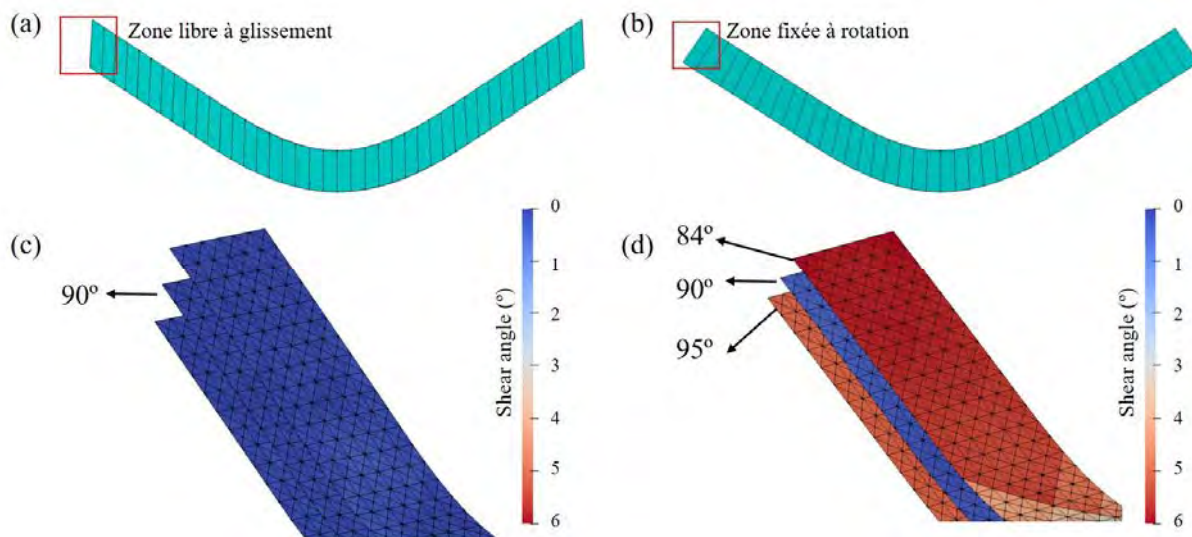 (a)
Zone libre à glissement
(b)
Zone fixée à rotation
(c)
90º
Shear angle (º)
0
1
2
3
4
5
6
(d)
84º
90º
95º
Shear angle (º)
0
1
2
3
4
5
6